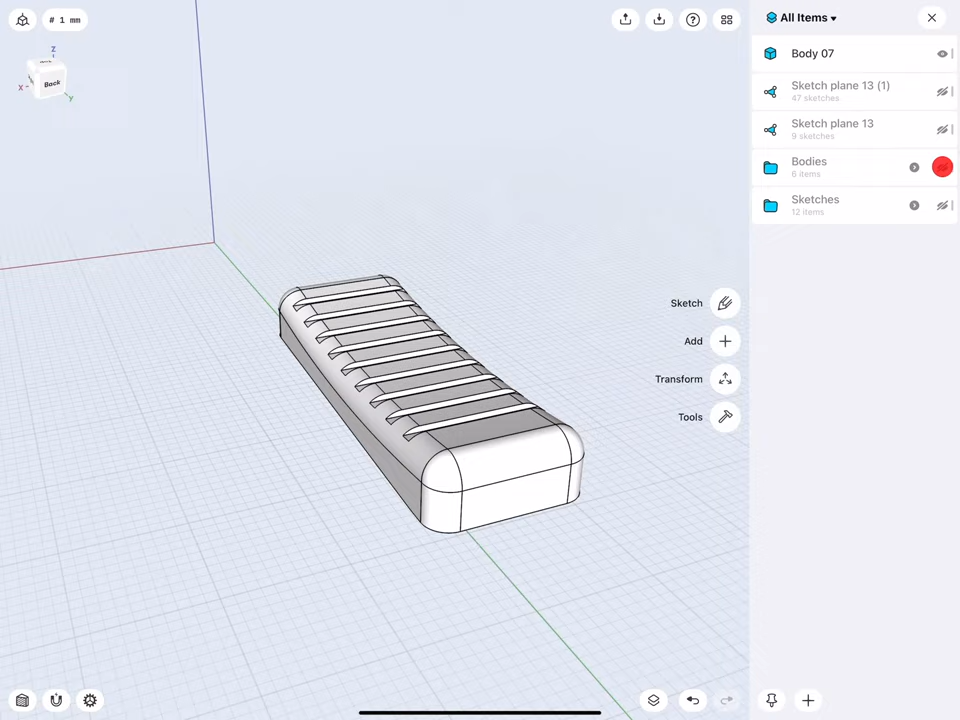 # 1 mm
All Items
Z
Back
X
Y
Body 07
Sketch plane 13 (1)
47 sketches
Sketch plane 13
9 sketches
Bodies
6 items
Sketches
12 items
Sketch
Add
Transform
Tools